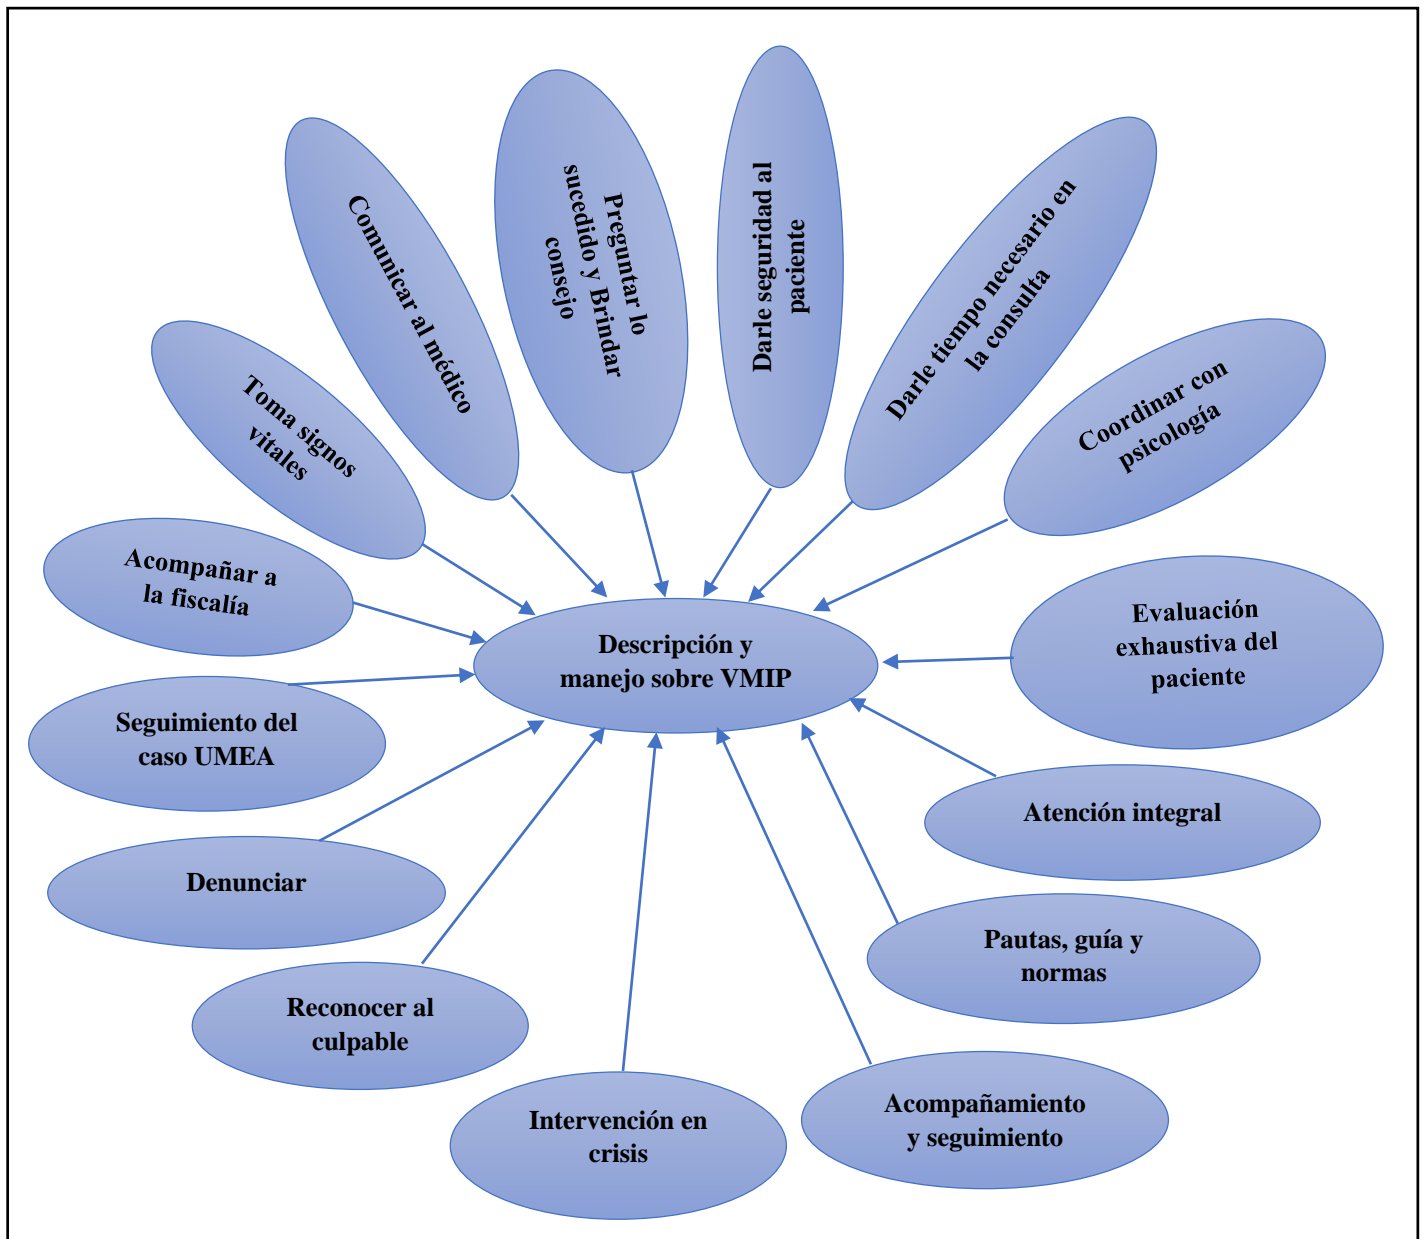 Preguntar lo
sucedido y Brindar
consejo
Darle seguridad al
paciente
Darle tiempo necesario en
la consulta
Comunicar al médico
Coordinar con
psicología
Toma signos
vitales
Acompañar a
la fiscalía
Evaluación
exhaustiva del
paciente
Descripción y
manejo sobre VMIP
Seguimiento del
caso UMEA
Atención integral
Denunciar
Pautas, guía y
normas
Reconocer al
culpable
Acompañamiento
y seguimiento
Intervención en
crisis